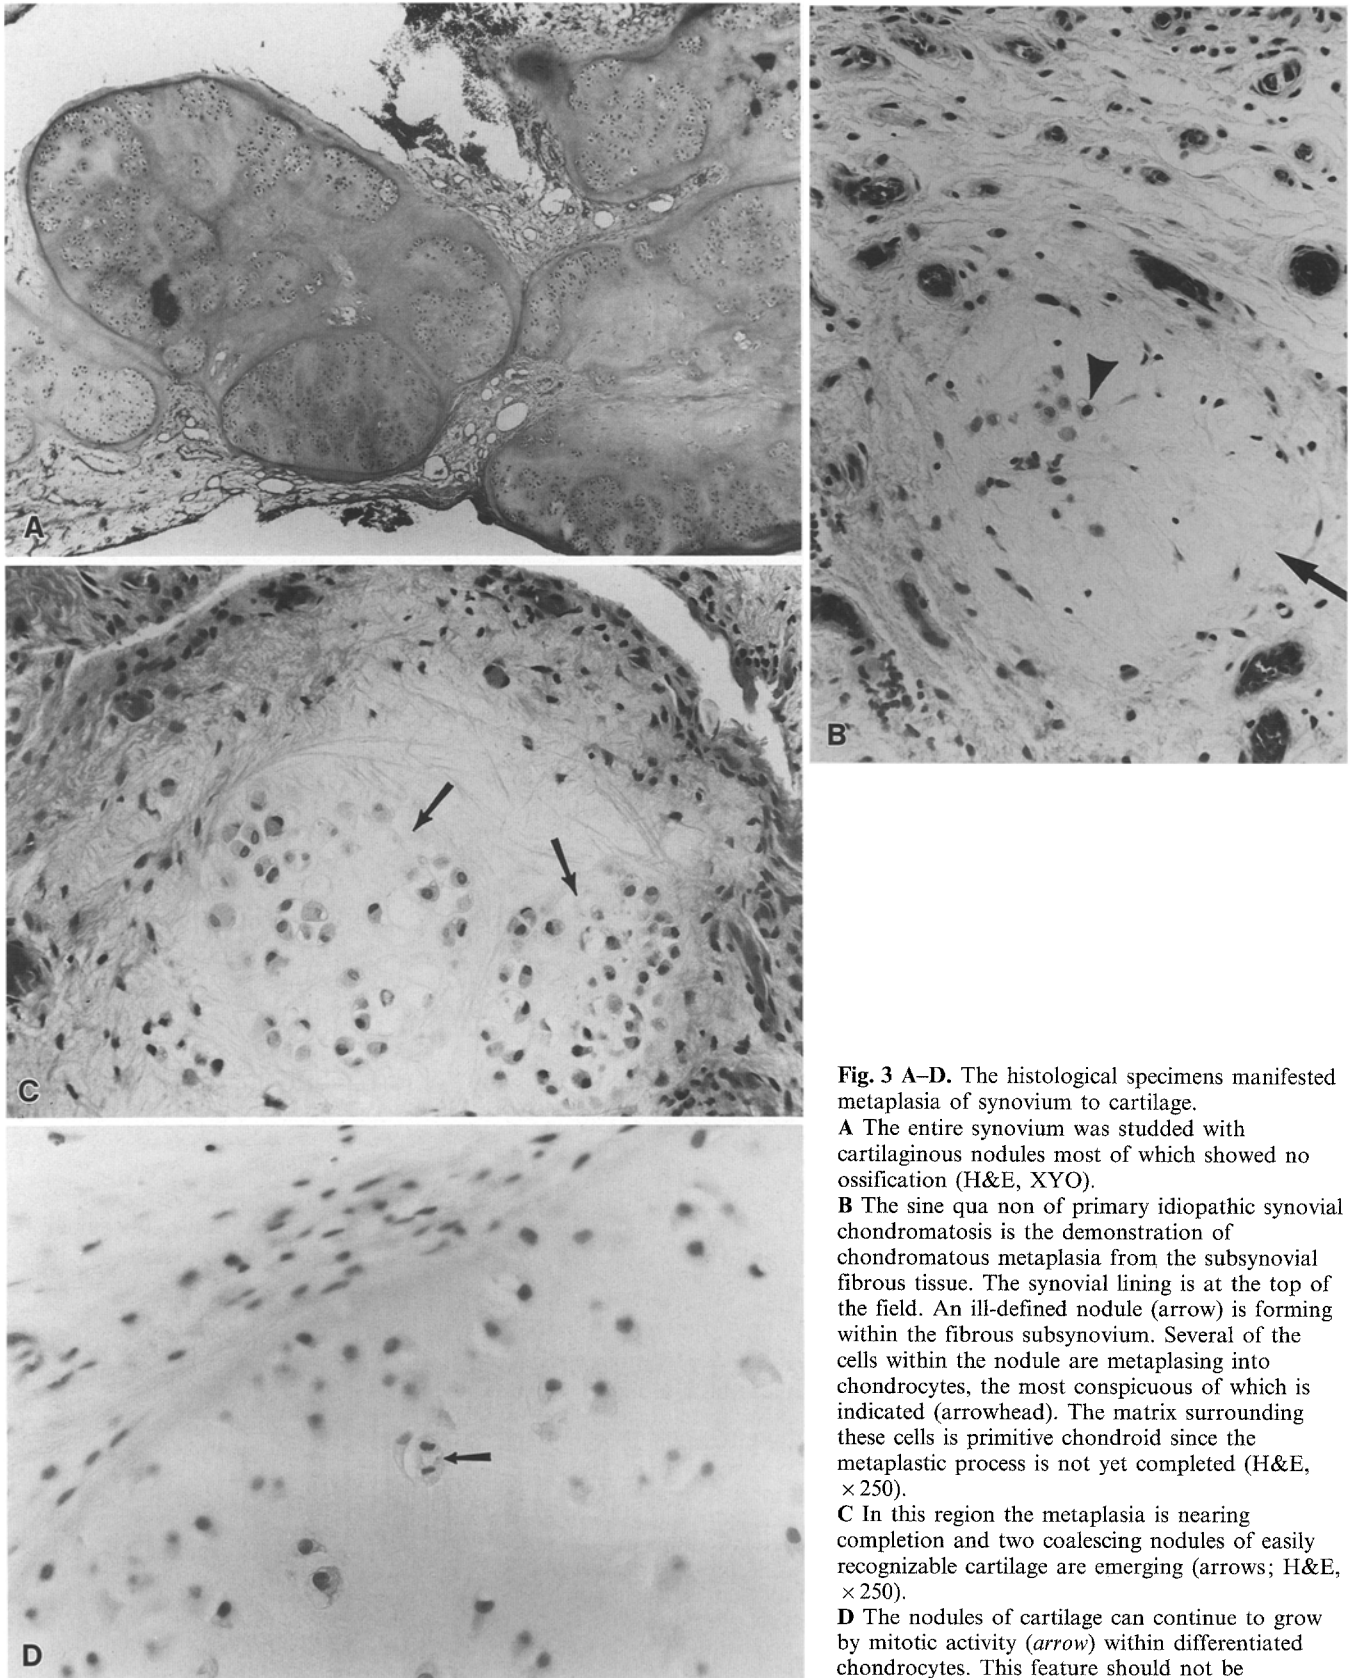 A
B
C
D
Fig. 3 A–D. The histological specimens manifested
metaplasia of synovium to cartilage.
A The entire synovium was studded with
cartilaginous nodules most of which showed no
ossification (H&E, XYO).
B The sine qua non of primary idiopathic synovial
chondromatosis is the demonstration of
chondromatous metaplasia from the subsynovial
fibrous tissue. The synovial lining is at the top of
the field. An ill-defined nodule (arrow) is forming
within the fibrous subsynovium. Several of the
cells within the nodule are metaplasing into
chondrocytes, the most conspicuous of which is
indicated (arrowhead). The matrix surrounding
these cells is primitive chondroid since the
metaplastic process is not yet completed (H&E,
× 250).
C In this region the metaplasia is nearing
completion and two coalescing nodules of easily
recognizable cartilage are emerging (arrows; H&E,
× 250).
D The nodules of cartilage can continue to grow
by mitotic activity (arrow) within differentiated
chondrocytes. This feature should not be